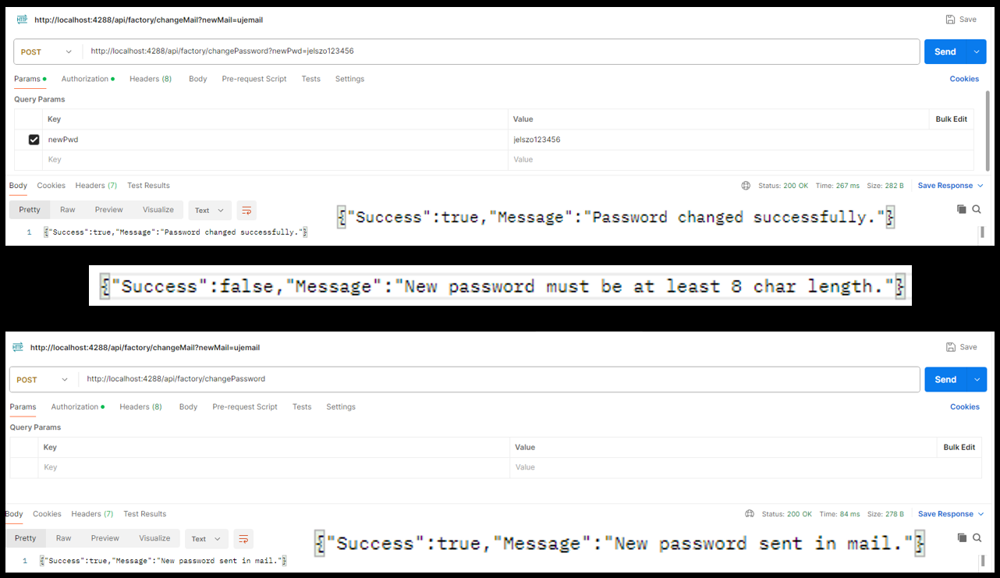 HTTP http://localhost:4288/api/factory/changeMail?newMail=ujemail Save
POST http://localhost:4288/api/factory/changePassword?newPwd=jelszo123456 Send
Params Authorization Headers (8) Body Pre-request Script Tests Settings Cookies
Query Params
Key Value Bulk Edit
newPwd jelszo123456
Key Value
Body Cookies Headers (7) Test Results Status: 200 OK Time: 267 ms Size: 282 B Save Response
Pretty Raw Preview Visualize Text
{"Success":true,"Message":"Password changed successfully."}
1 {"Success":true,"Message":"Password changed successfully."}
{"Success":false,"Message":"New password must be at least 8 char length."}
HTTP http://localhost:4288/api/factory/changeMail?newMail=ujemail Save
POST http://localhost:4288/api/factory/changePassword Send
Params Authorization Headers (8) Body Pre-request Script Tests Settings Cookies
Query Params
Key Value Bulk Edit
Key Value
Body Cookies Headers (7) Test Results Status: 200 OK Time: 84 ms Size: 278 B Save Response
Pretty Raw Preview Visualize Text
{"Success":true,"Message":"New password sent in mail."}
1 {"Success":true,"Message":"New password sent in mail."}